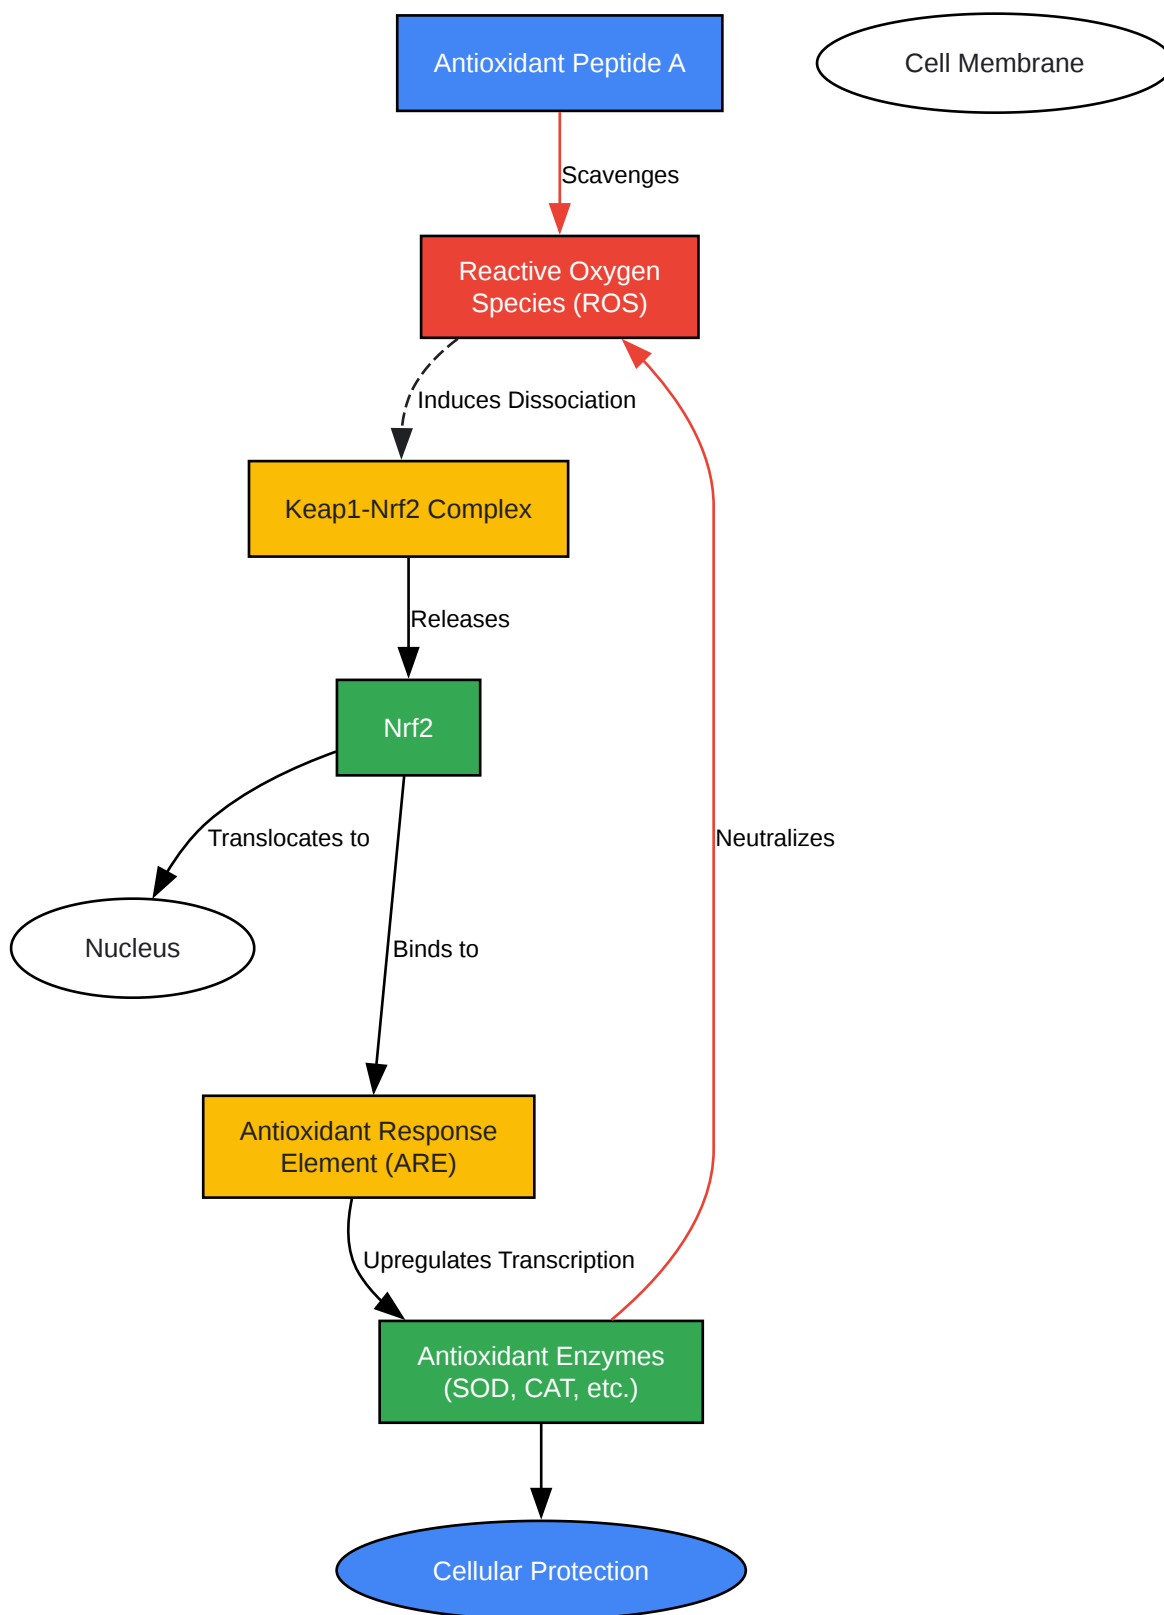 Antioxidant Peptide A
Cell Membrane
Scavenges
Reactive Oxygen
Species (ROS)
Induces Dissociation
Keap1-Nrf2 Complex
Releases
Nrf2
Translocates to
Neutralizes
Nucleus
Binds to
Antioxidant Response
Element (ARE)
Upregulates Transcription
Antioxidant Enzymes
(SOD, CAT, etc.)
Cellular Protection